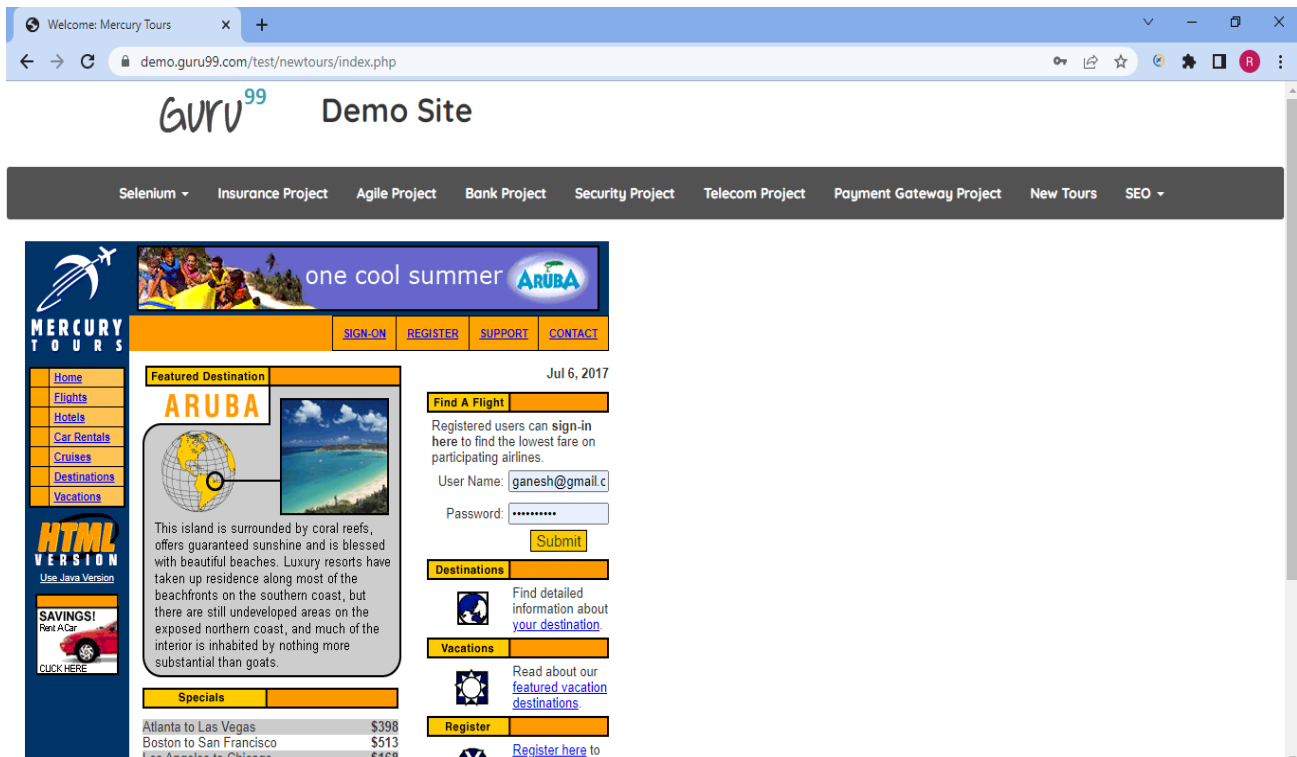 Welcome: Mercury Tours
demo.guru99.com/test/newtours/index.php
R
Guru99 Demo Site
Selenium Insurance Project Agile Project Bank Project Security Project Telecom Project Payment Gateway Project New Tours SEO
one cool summer ARUBA
MERCURY
TOURS
SIGN-ON REGISTER SUPPORT CONTACT
Home
Flights
Hotels
Car Rentals
Cruises
Destinations
Vacations
HTML
VERSION
Use Java Version
SAVINGS!
Rent A Car
CLICK HERE
Featured Destination
ARUBA
This island is surrounded by coral reefs,
offers guaranteed sunshine and is blessed
with beautiful beaches. Luxury resorts have
taken up residence along most of the
beachfronts on the southern coast, but
there are still undeveloped areas on the
exposed northern coast, and much of the
interior is inhabited by nothing more
substantial than goats.
Specials
Atlanta to Las Vegas $398
Boston to San Francisco $513
Los Angeles to Chicago $168
Jul 6, 2017
Find A Flight
Registered users can sign-in
here to find the lowest fare on
participating airlines.
User Name: ganesh@gmail.c
Password: ••••••••••
Submit
Destinations
Find detailed
information about
your destination.
Vacations
Read about our
featured vacation
destinations.
Register
Register here to